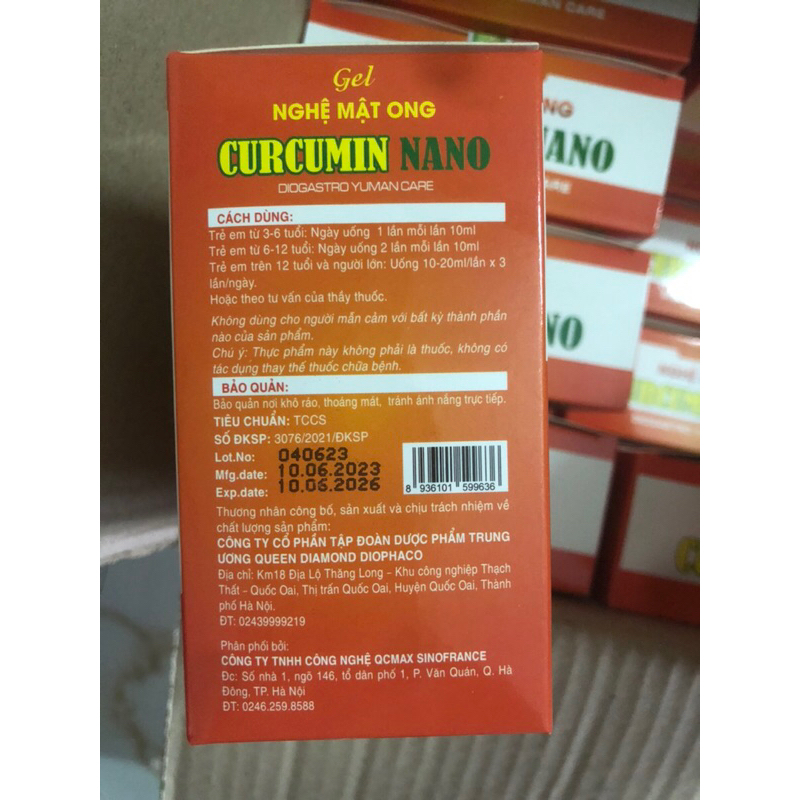 Gel
NGHỆ MẬT ONG
CURCUMIN NANO
DIOGASTRO YUMAN CARE
CÁCH DÙNG:
Trẻ em từ 3-6 tuổi: Ngày uống 1 lần mỗi lần 10ml
Trẻ em từ 6-12 tuổi: Ngày uống 2 lần mỗi lần 10ml
Trẻ em trên 12 tuổi và người lớn: Uống 10-20ml/lần x 3
lần/ngày.
Hoặc theo tư vấn của thầy thuốc.
Không dùng cho người mẫn cảm với bất kỳ thành phần
nào của sản phẩm.
Chú ý: Thực phẩm này không phải là thuốc, không có
tác dụng thay thế thuốc chữa bệnh.
BẢO QUẢN:
Bảo quản nơi khô ráo, thoáng mát, tránh ánh nắng trực tiếp.
TIÊU CHUẨN: TCCS
SỐ ĐKSP: 3076/2021/ĐKSP
Lot.No: 040623
Mfg.date: 10.06.2023
Exp.date: 10.06.2026
8 936101 599636
Thương nhân công bố, sản xuất và chịu trách nhiệm về
chất lượng sản phẩm:
CÔNG TY CỔ PHẦN TẬP ĐOÀN DƯỢC PHẨM TRUNG
ƯƠNG QUEEN DIAMOND DIOPHACO
Địa chỉ: Km18 Địa Lộ Thăng Long – Khu công nghiệp Thạch
Thất - Quốc Oai, Thị trấn Quốc Oai, Huyện Quốc Oai, Thành
phố Hà Nội.
ĐT: 02439999219
Phân phối bởi:
CÔNG TY TNHH CÔNG NGHỆ QCMAX SINOFRANCE
Đc: Số nhà 1, ngõ 146, tổ dân phố 1, P. Văn Quán, Q. Hà
Đông, TP. Hà Nội
ĐT: 0246.259.8588
NANO
CARE